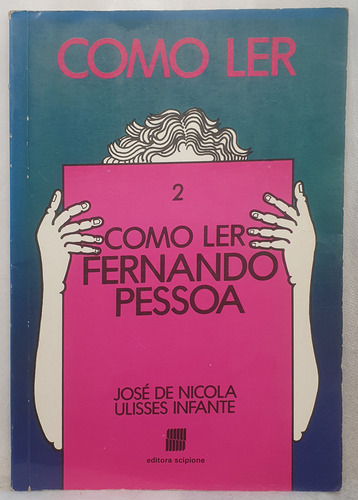 COMO LER
2
COMO LER
FERNANDO
PESSOA
JOSÉ DE NICOLA
ULISSES INFANTE
editora scipione